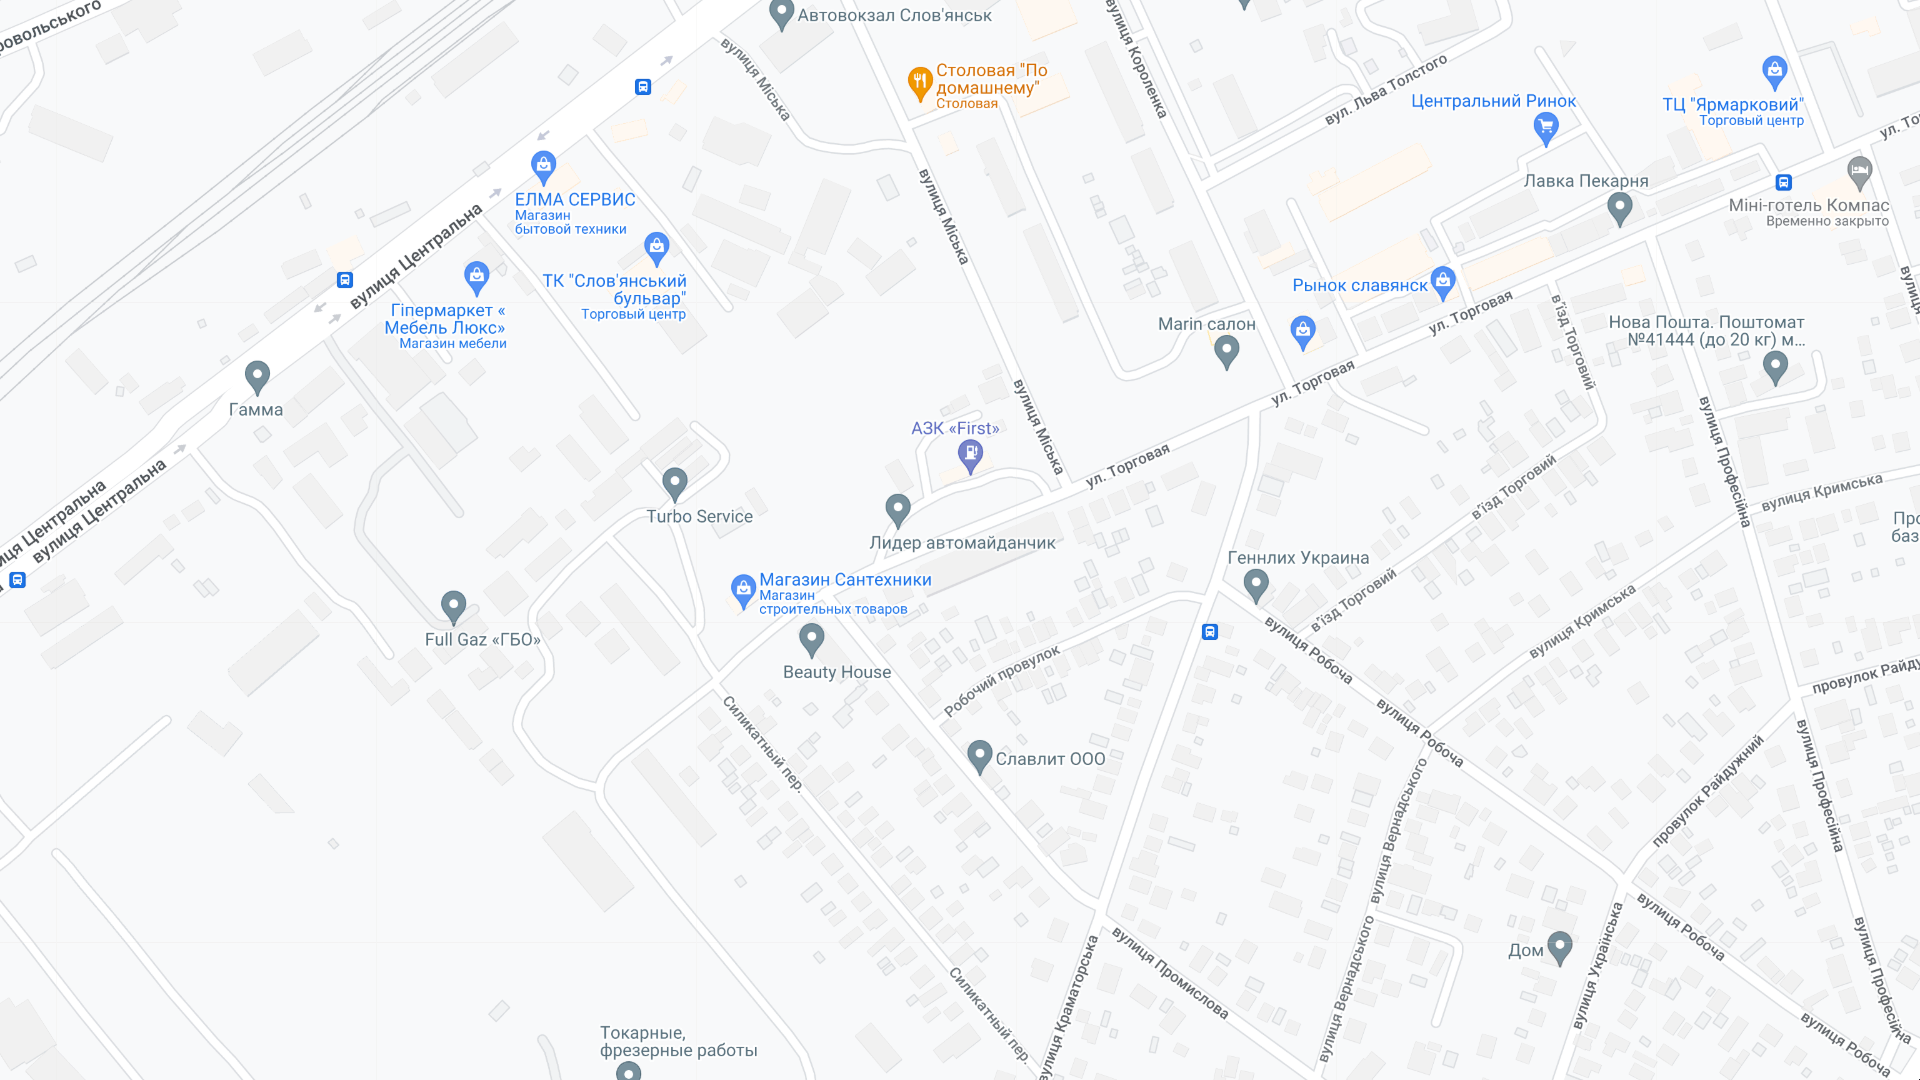 ровольського
Автовокзал Слов'янськ
вулиця Міська
Столовая "По
домашнему"
Столовая
вулиця Короленка
вул. Льва Толстого
Центральний Ринок
ТЦ "Ярмарковий"
Торговый центр
ул. То
ЕЛМА СЕРВИС
Магазин
бытовой техники
вулиця Центральна
ТК "Слов'янський
бульвар"
Торговый центр
Гіпермаркет «
Мебель Люкс»
Магазин мебели
вулиця Міська
Лавка Пекарня
Міні-готель Компас
Временно закрыто
Рынок славянск
ул. Торговая
в'їзд Торговий
вулиця
Marin салон
Нова Пошта. Поштомат
№41444 (до 20 кг) м...
Гамма
ул. Торговая
вулиця Міська
АЗК «First»
ул. Торговая
вулиця Професійна
в'їзд Торговий
вулиця Кримська
Про
баз
иця Центральна
вулиця Центральна
Turbo Service
Лидер автомайданчик
Геннлих Украина
в'їзд Торговий
вулиця Кримська
Магазин Сантехники
Магазин
строительных товаров
Full Gaz «ГБО»
Beauty House
Робочий провулок
вулиця Робоча
вулиця Робоча
провулок Райду
Силикатный пер.
Славлит ООО
вулиця Вернадського
провулок Райдужний
вулиця Професійна
вулиця Робоча
вулиця Українська
Дом
вулиця Професійна
вулиця Промислова
вулиця Вернадського
вулиця Краматорська
Силикатный пер.
вулиця Робоча
Токарные,
фрезерные работы